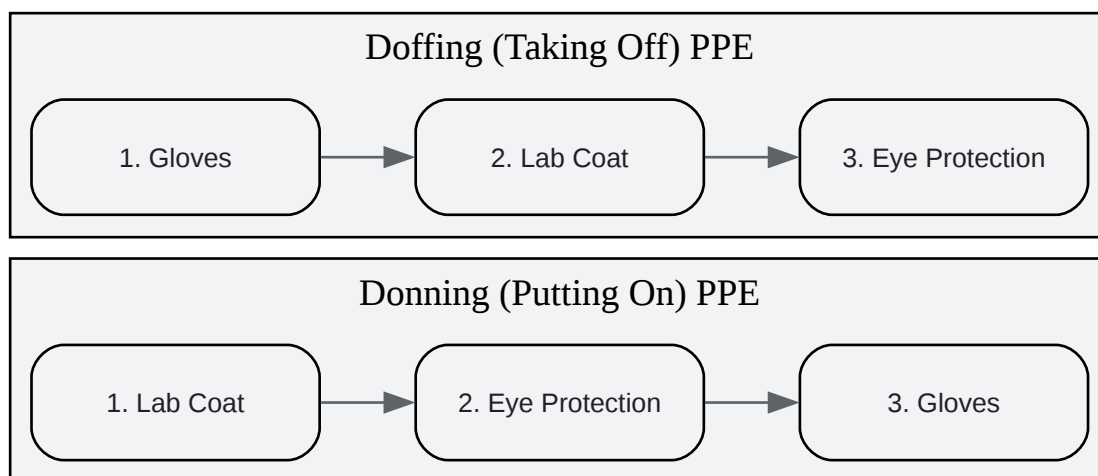 Doffing (Taking Off) PPE
1. Gloves
2. Lab Coat
3. Eye Protection
Donning (Putting On) PPE
1. Lab Coat
2. Eye Protection
3. Gloves